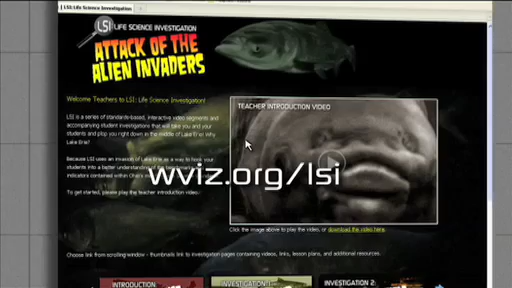 LSI: Life Science Investigation
LSI LIFE SCIENCE INVESTIGATION
ATTACK OF THE
ALIEN INVADERS
Welcome Teachers to LSI: Life Science Investigation!
TEACHER INTRODUCTION VIDEO
LSI is a series of standards-based, interactive video segments and
accompanying student investigations that will take you and your
students and plop you right down in the middle of Lake Erie! Why
Lake Erie?
Because LSI uses an invasion of Lake Erie as a way to hook your
students into a better understanding of
indicators contained within Ohio's
wviz.org/lsi
To get started, please play the teacher introduction video
Click the image above to play the video, or download the video here.
Choose link from scrolling window - thumbnails link to investigation pages containing videos, lesson plans, and additional resources.
INTRODUCTION
INVESTIGATION 1:
INVESTIGATION 2: